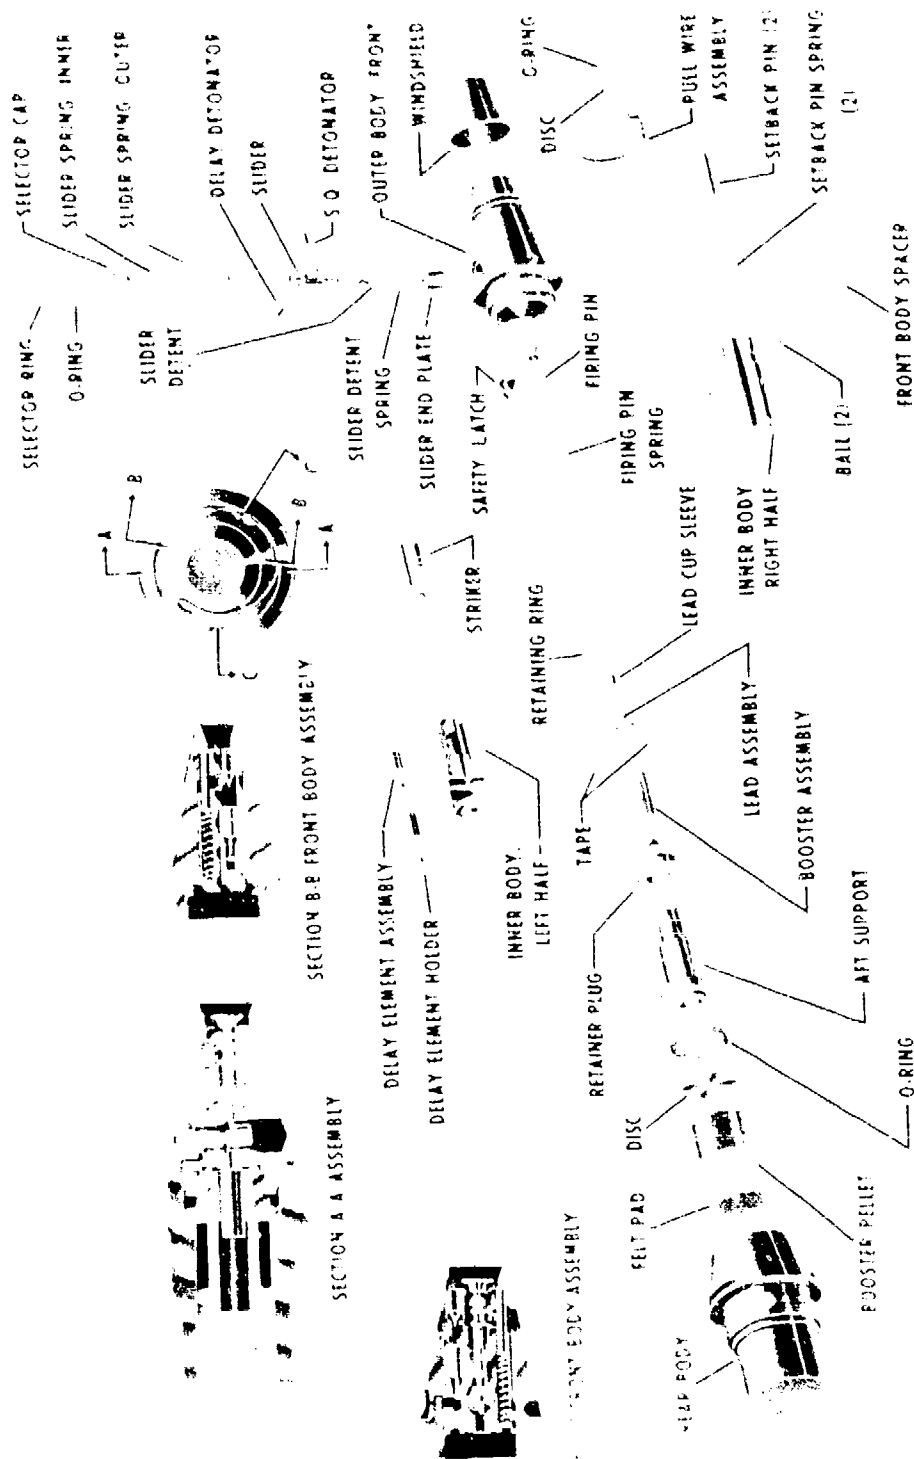 SELECTOR RING
O-RING
SELECTOR CAP
SLIDER SPRING INNER
SLIDER SPRING OUTER
SLIDER
DETENT
DELAY DETONATOR
SLIDER
S.Q. DETONATOR
SLIDER DETENT
SPRING
SLIDER END PLATE
OUTER BODY FRONT
WINDSHIELD
SAFETY LATCH
FIRING PIN
FIRING PIN
SPRING
O-RING
DISC
PULL WIRE
ASSEMBLY
SETBACK PIN (2)
SETBACK PIN SPRING
(2)
FRONT BODY SPACER
BALL (2)
INNER BODY
RIGHT HALF
A
B
C
B
A
C
SECTION B-B FRONT BODY ASSEMBLY
SECTION A A ASSEMBLY
FRONT BODY ASSEMBLY
STRIKER
DELAY ELEMENT ASSEMBLY
DELAY ELEMENT HOLDER
INNER BODY
LEFT HALF
RETAINING RING
LEAD CUP SLEEVE
TAPE
LEAD ASSEMBLY
BOOSTER ASSEMBLY
RETAINER PLUG
AFT SUPPORT
DISC
O-RING
FELT PAD
BOOSTER PELLET
REAR BODY